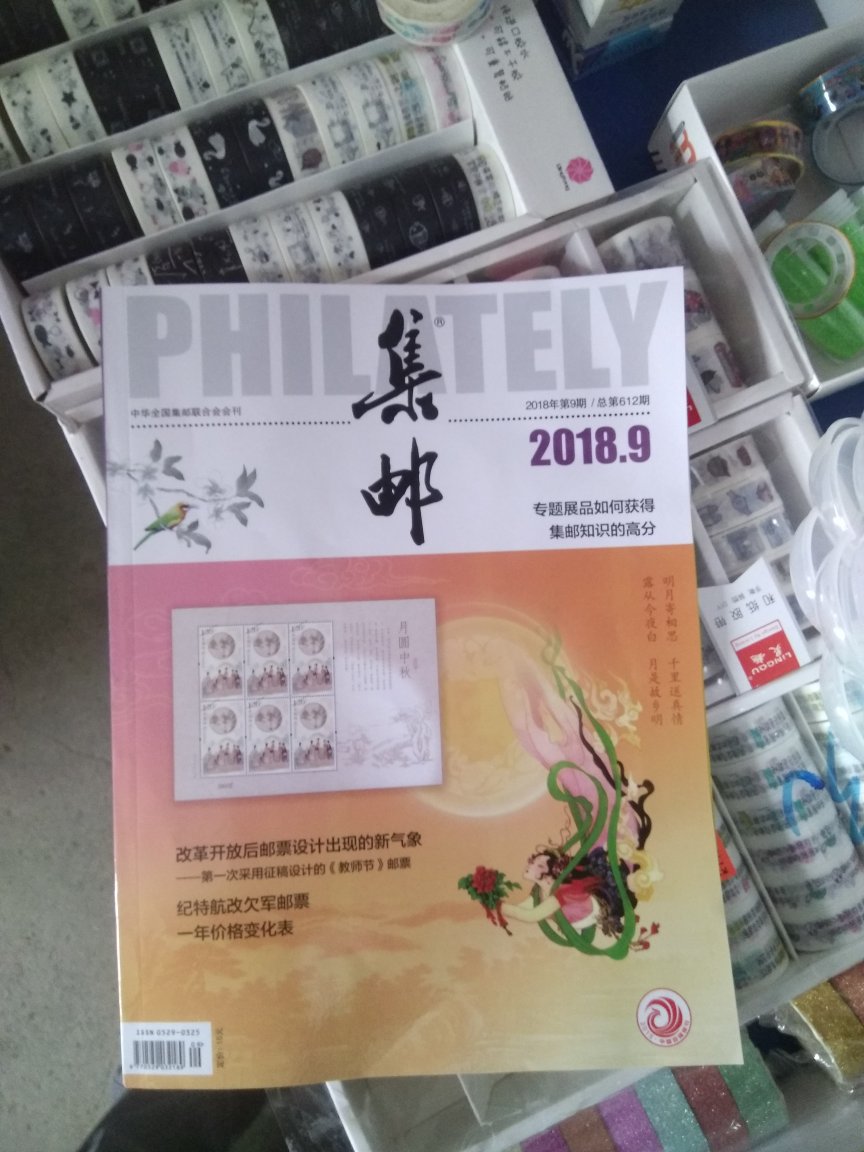 PHILATELY
集邮
®
中华全国集邮联合会会刊
2018年第9期 / 总第612期
2018.9
专题展品如何获得
集邮知识的高分
明月寄相思 千里送真情
露从今夜白 月是故乡明
月圆中秋
改革开放后邮票设计出现的新气象
——第一次采用征稿设计的《教师节》邮票
纪特航改欠军邮票
一年价格变化表
ISSN 0529-0325
09
和纸胶带
LINGQU